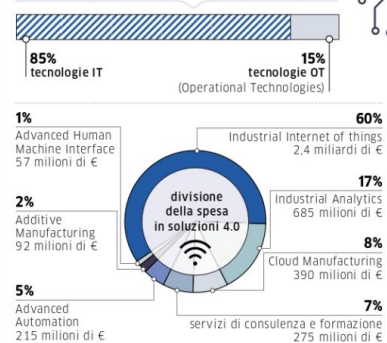 85%
tecnologie IT
15%
tecnologie OT
(Operational Technologies)
1%
Advanced Human
Machine Interface
57 milioni di €
2%
Additive
Manufacturing
92 milioni di €
5%
Advanced
Automation
215 milioni di €
divisione
della spesa
in soluzioni 4.0
60%
Industrial Internet of things
2,4 miliardi di €
17%
Industrial Analytics
685 milioni di €
8%
Cloud Manufacturing
390 milioni di €
7%
servizi di consulenza e formazione
275 milioni di €